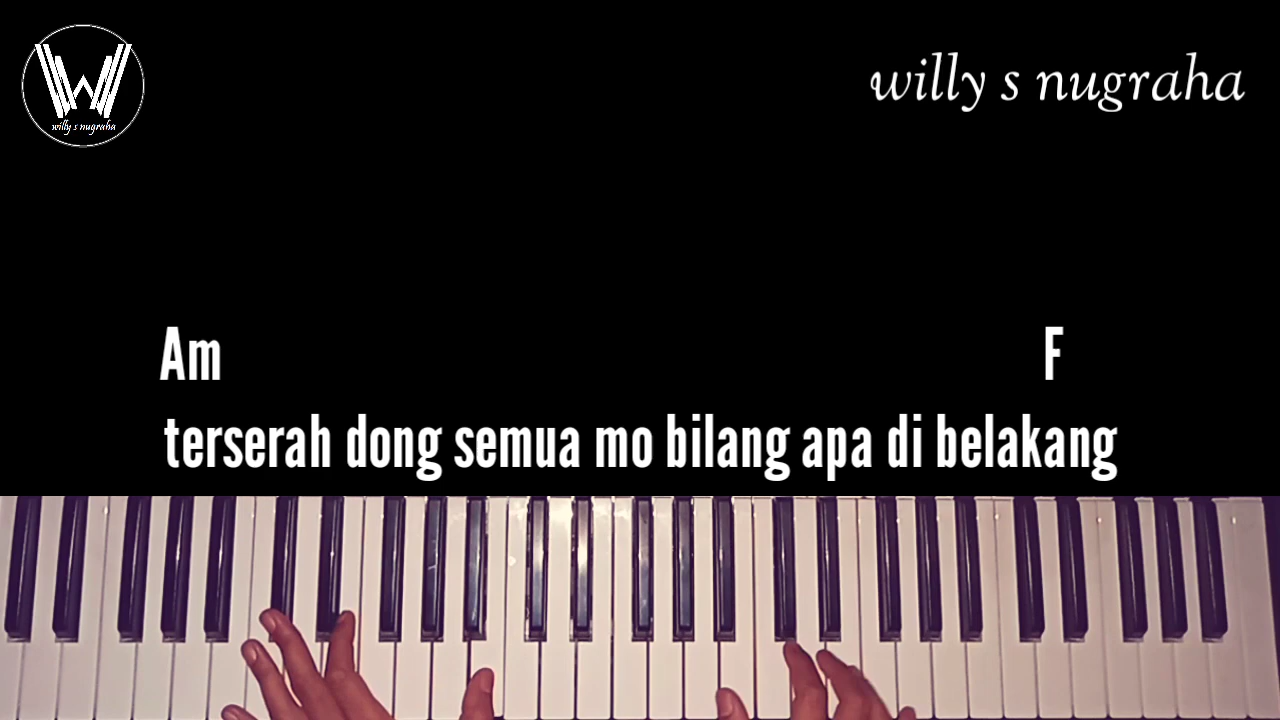 willy s nugraha
willy s nugraha
Am F
terserah dong semua mo bilang apa di belakang